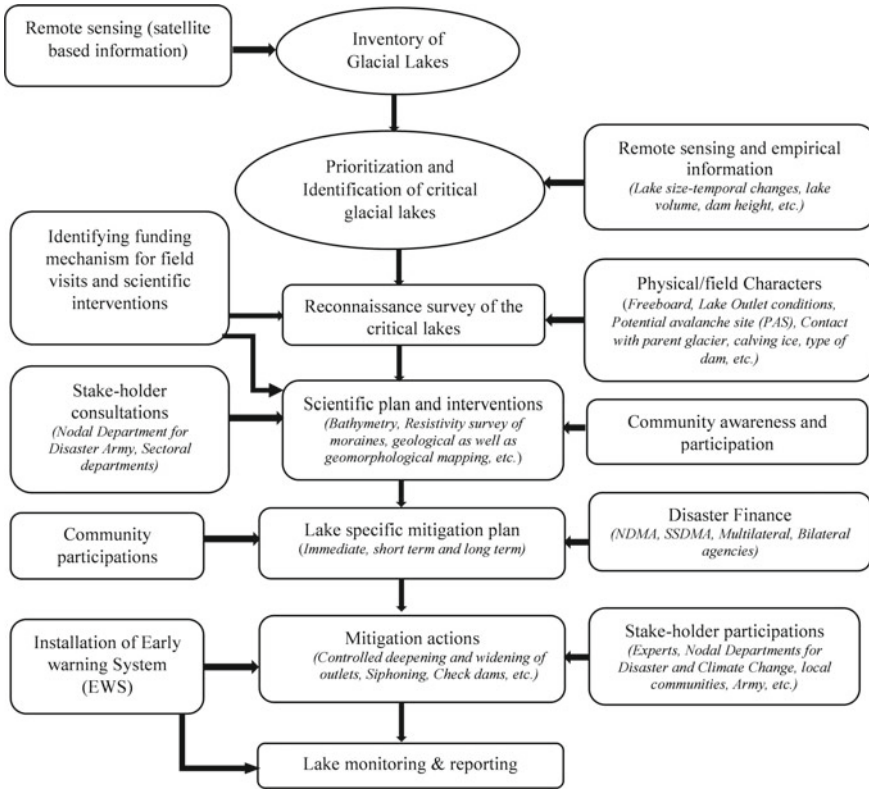 Remote sensing (satellite
based information)
Inventory of
Glacial Lakes
Prioritization and
Identification of critical
glacial lakes
Remote sensing and empirical
information
(Lake size-temporal changes, lake
volume, dam height, etc.)
Identifying funding
mechanism for field
visits and scientific
interventions
Reconnaissance survey of the
critical lakes
Physical/field Characters
(Freeboard, Lake Outlet conditions,
Potential avalanche site (PAS), Contact
with parent glacier, calving ice, type of
dam, etc.)
Stake-holder
consultations
(Nodal Department for
Disaster Army, Sectoral
departments)
Scientific plan and interventions
(Bathymetry, Resistivity survey of
moraines, geological as well as
geomorphological mapping, etc.)
Community awareness and
participation
Community
participations
Lake specific mitigation plan
(Immediate, short term and long term)
Disaster Finance
(NDMA, SSDMA, Multilateral, Bilateral
agencies)
Installation of Early
warning System
(EWS)
Mitigation actions
(Controlled deepening and widening of
outlets, Siphoning, Check dams, etc.)
Stake-holder participations
(Experts, Nodal Departments for
Disaster and Climate Change, local
communities, Army, etc.)
Lake monitoring & reporting